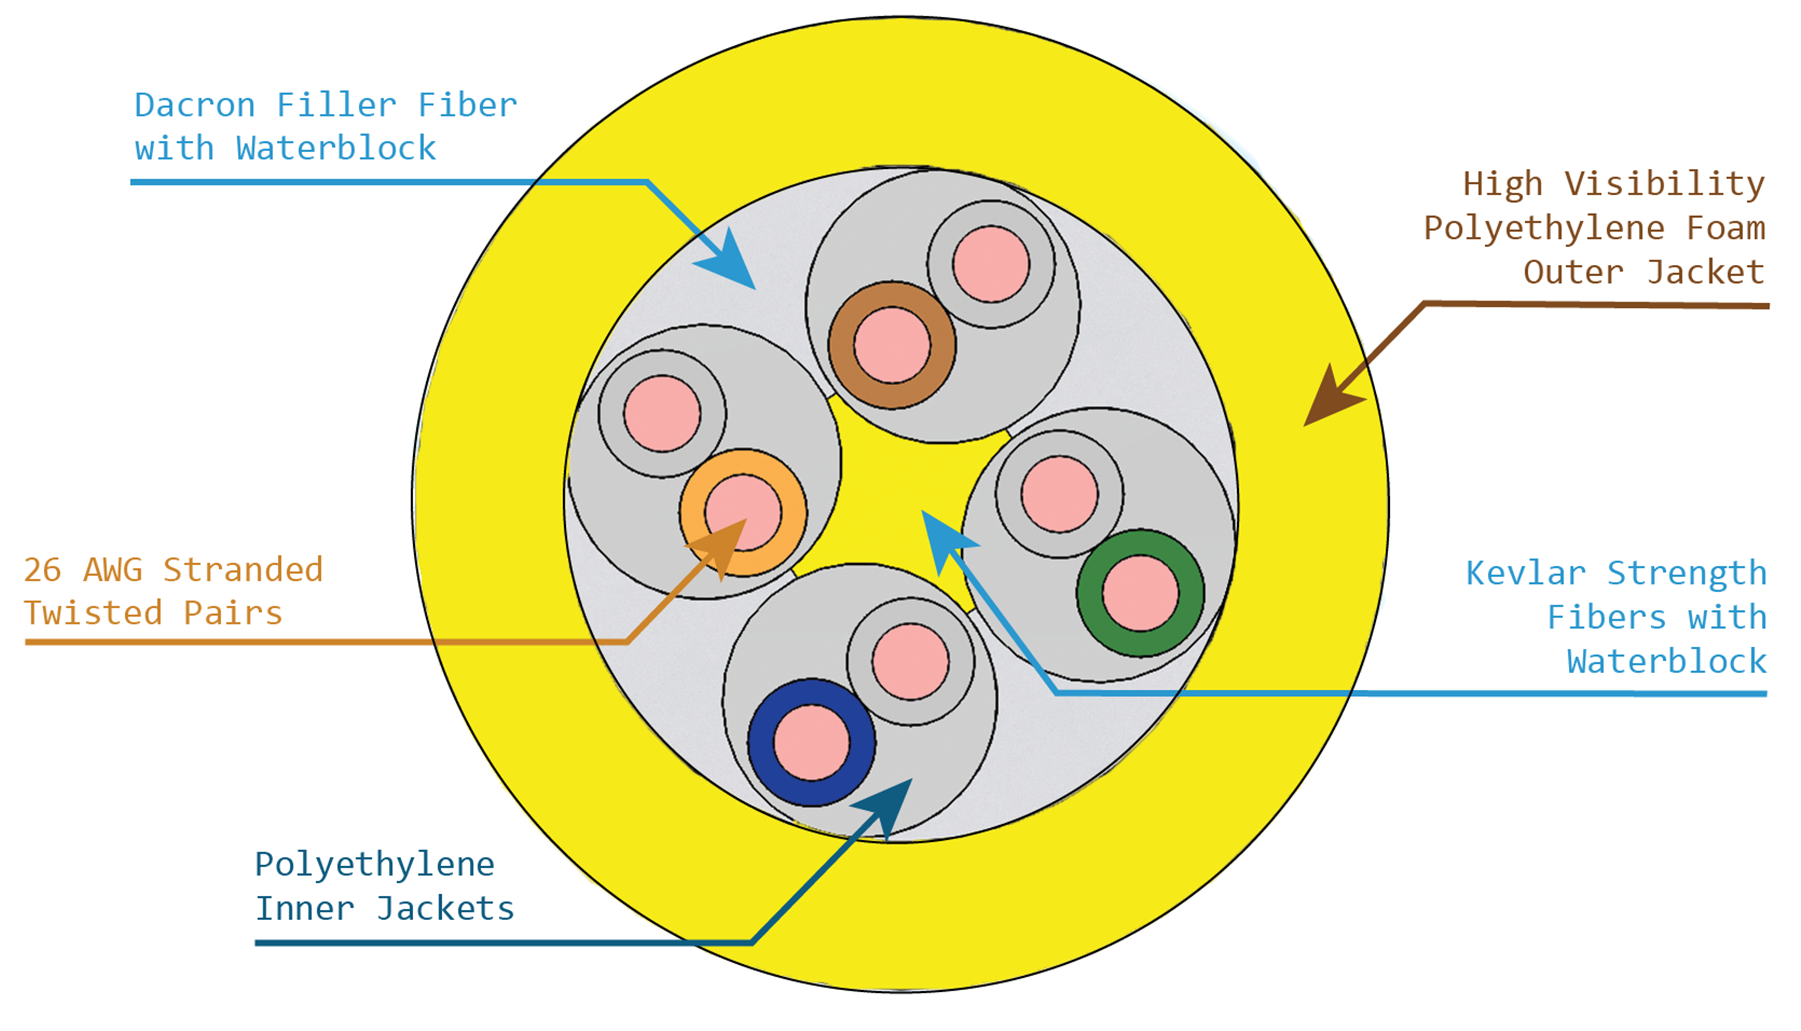 Dacron Filler Fiber
with Waterblock
High Visibility
Polyethylene Foam
Outer Jacket
26 AWG Stranded
Twisted Pairs
Kevlar Strength
Fibers with
Waterblock
Polyethylene
Inner Jackets